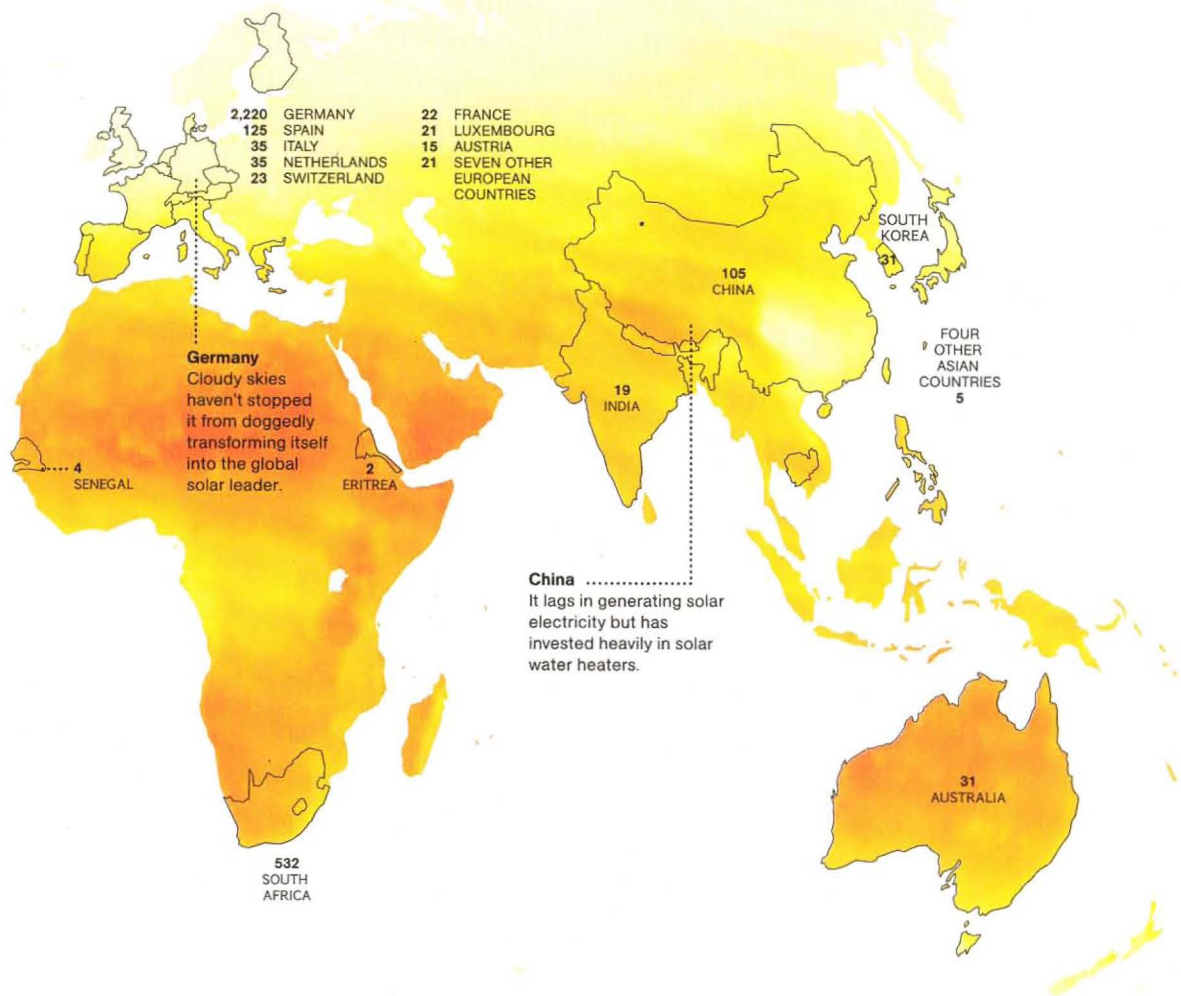 2,220 GERMANY
125 SPAIN
35 ITALY
35 NETHERLANDS
23 SWITZERLAND
22 FRANCE
21 LUXEMBOURG
15 AUSTRIA
21 SEVEN OTHER
EUROPEAN
COUNTRIES
SOUTH
KOREA
31
105
CHINA
FOUR
OTHER
ASIAN
COUNTRIES
5
Germany
Cloudy skies
haven't stopped
it from doggedly
transforming itself
into the global
solar leader.
19
INDIA
4
SENEGAL
2
ERITREA
China
It lags in generating solar
electricity but has
invested heavily in solar
water heaters.
31
AUSTRALIA
532
SOUTH
AFRICA